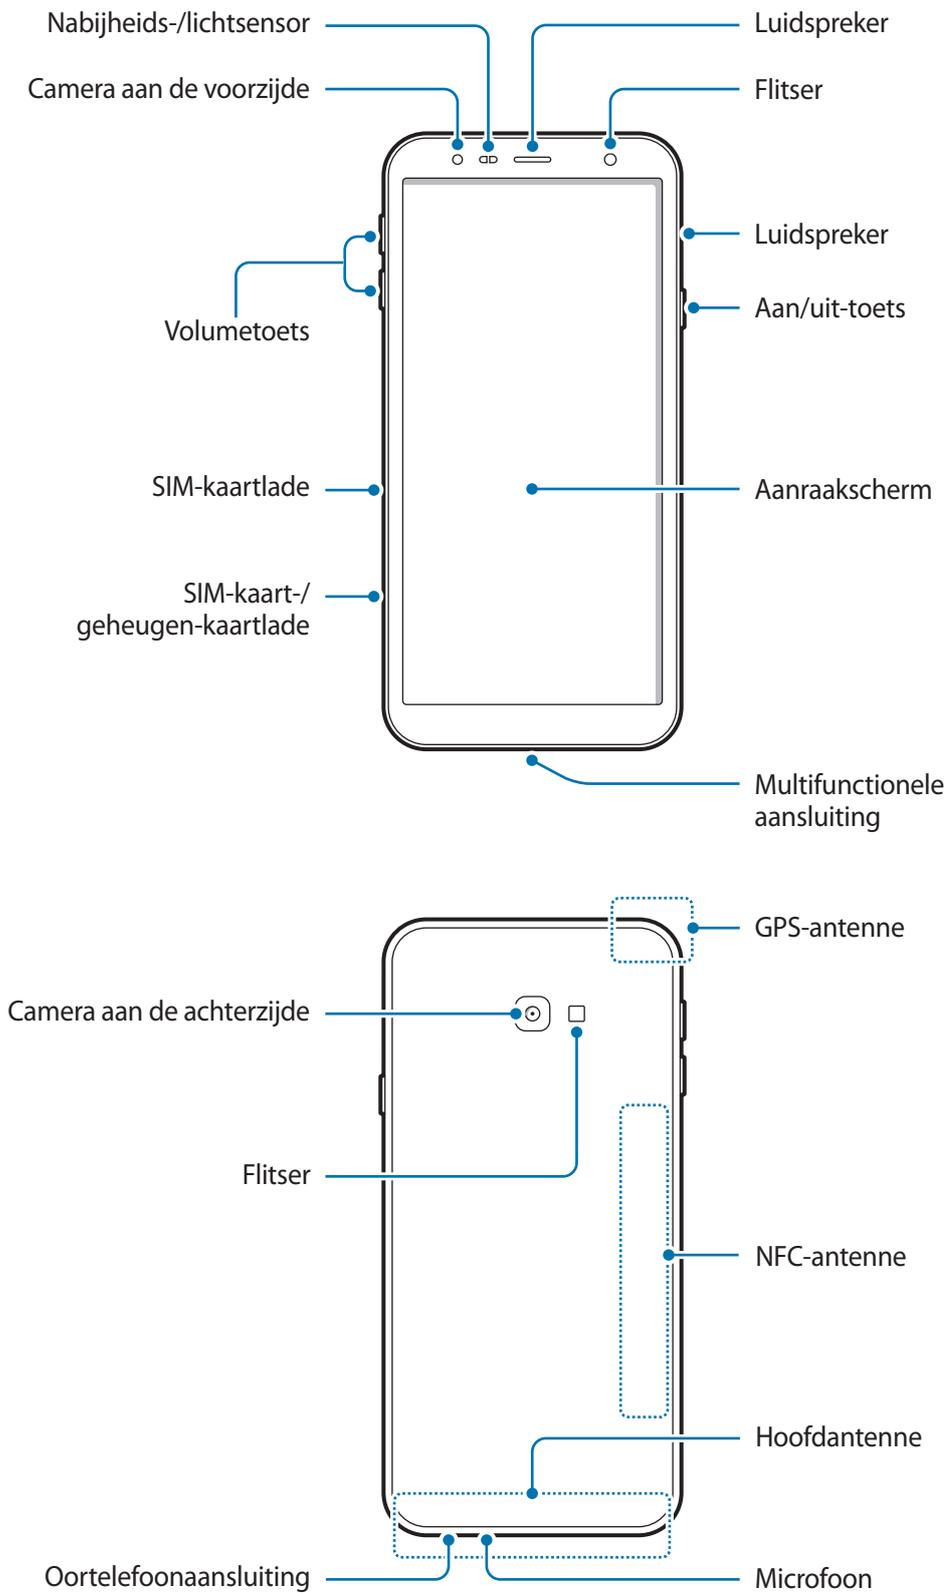 Nabijheids-/lichtsensor
Luidspreker
Camera aan de voorzijde
Flitser
Luidspreker
Aan/uit-toets
Volumetoets
SIM-kaartlade
Aanraakscherm
SIM-kaart-/
geheugen-kaartlade
Multifunctionele
aansluiting
GPS-antenne
Camera aan de achterzijde
Flitser
NFC-antenne
Hoofdantenne
Oortelefoonaansluiting
Microfoon